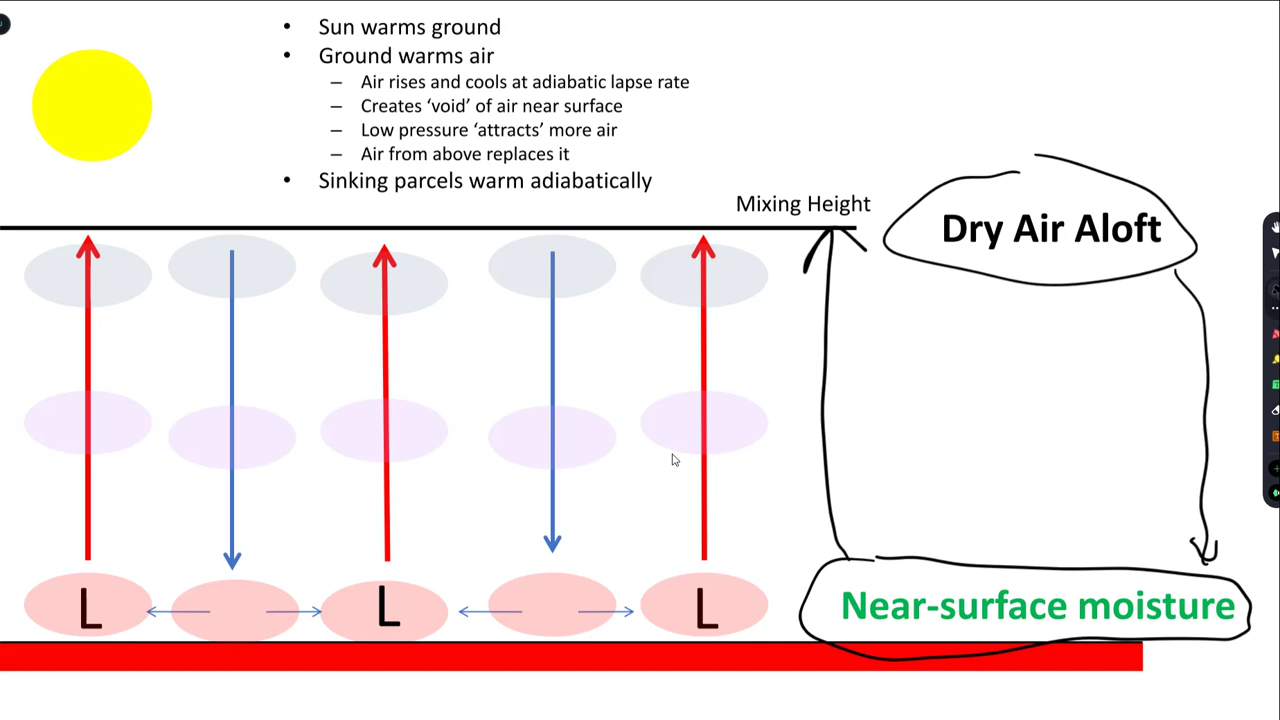 • Sun warms ground
• Ground warms air
– Air rises and cools at adiabatic lapse rate
– Creates ‘void’ of air near surface
– Low pressure ‘attracts’ more air
– Air from above replaces it
• Sinking parcels warm adiabatically
Mixing Height
Dry Air Aloft
L
L
L
Near-surface moisture